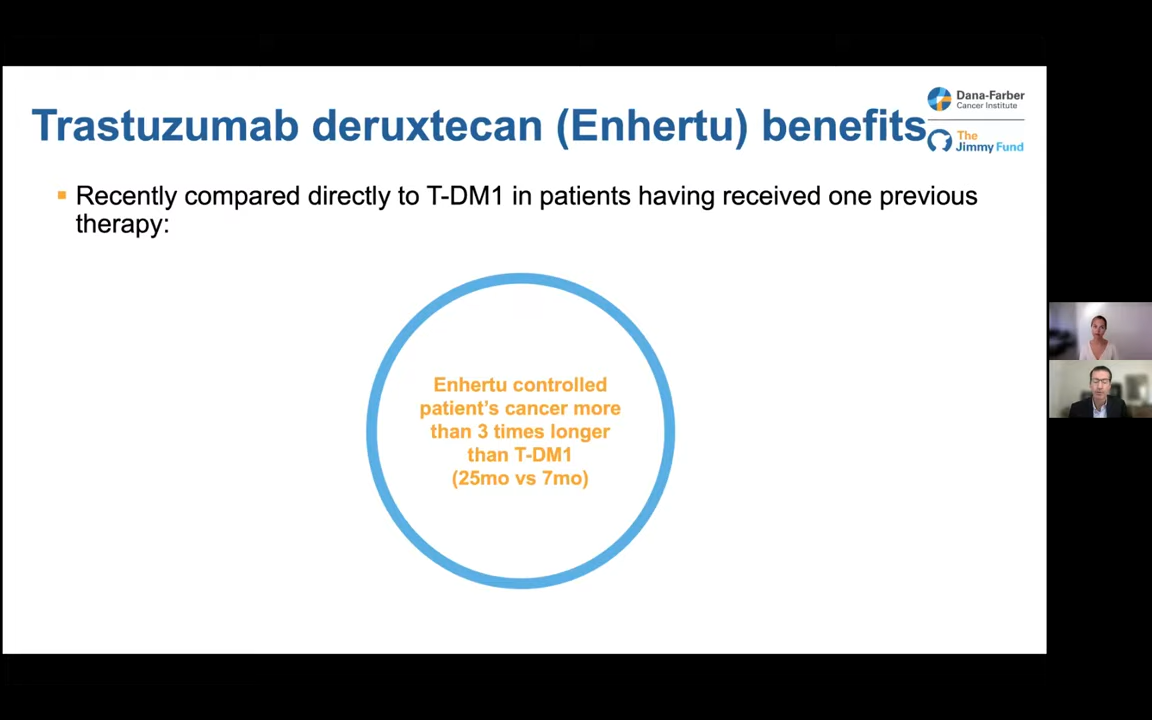 Trastuzumab deruxtecan (Enhertu) benefits
Dana-Farber
Cancer Institute
The
Jimmy Fund
Recently compared directly to T-DM1 in patients having received one previous
therapy:
Enhertu controlled
patient’s cancer more
than 3 times longer
than T-DM1
(25mo vs 7mo)